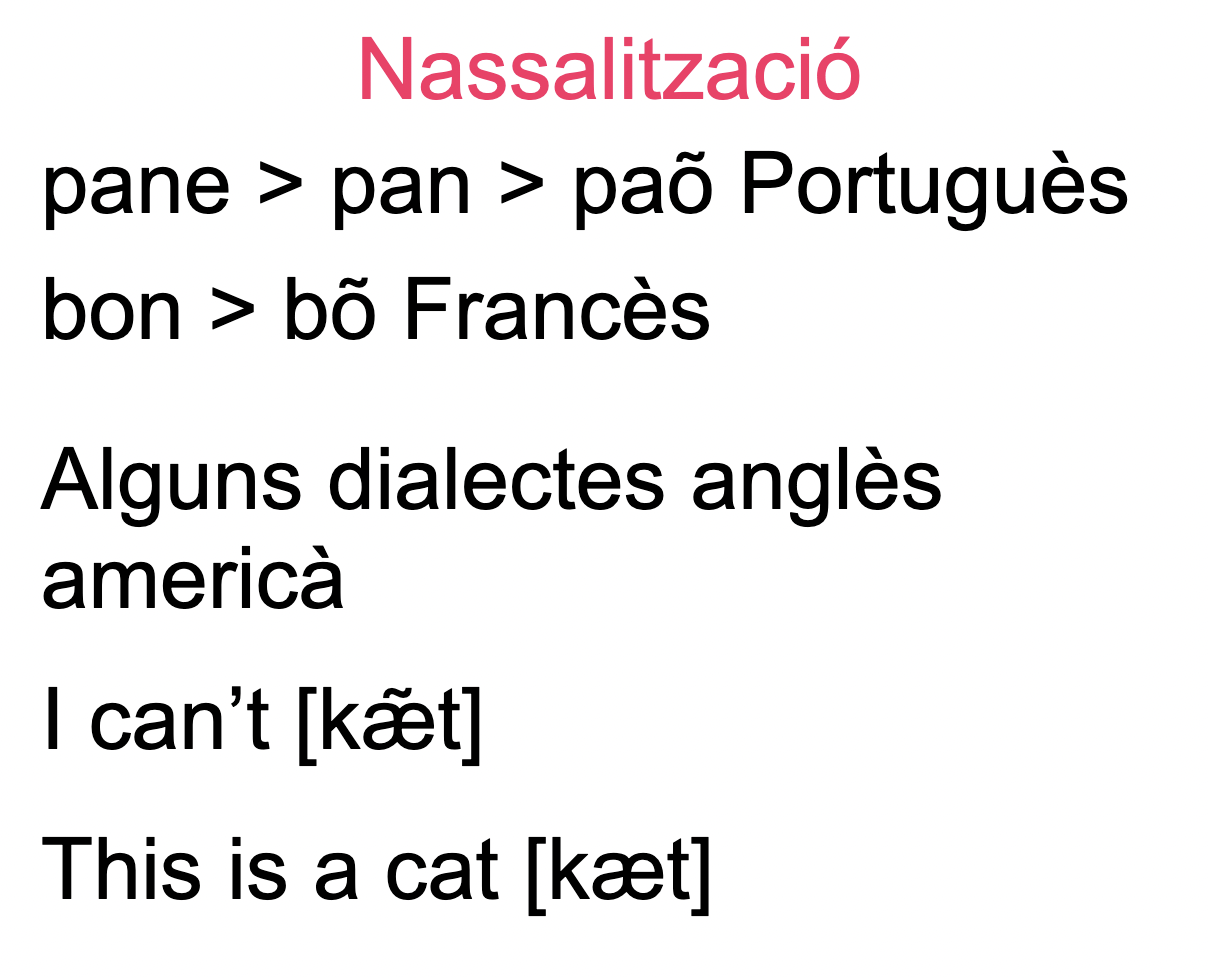 Nassalització
pane > pan > paõ Portuguès
bon > bõ Francès
Alguns dialectes anglès
americà
I can’t [kæ̃t]
This is a cat [kæt]